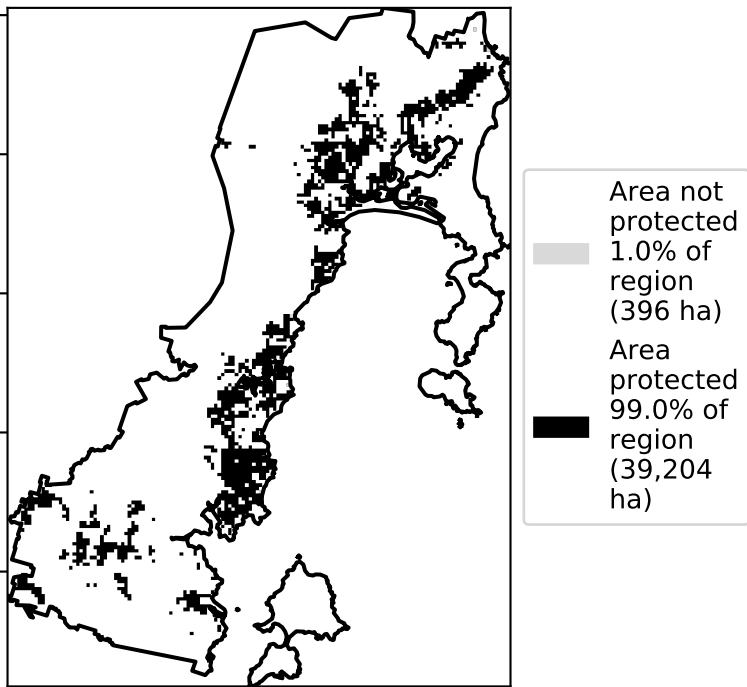 Area not
protected
1.0% of
region
(396 ha)
Area
protected
99.0% of
region
(39,204
ha)